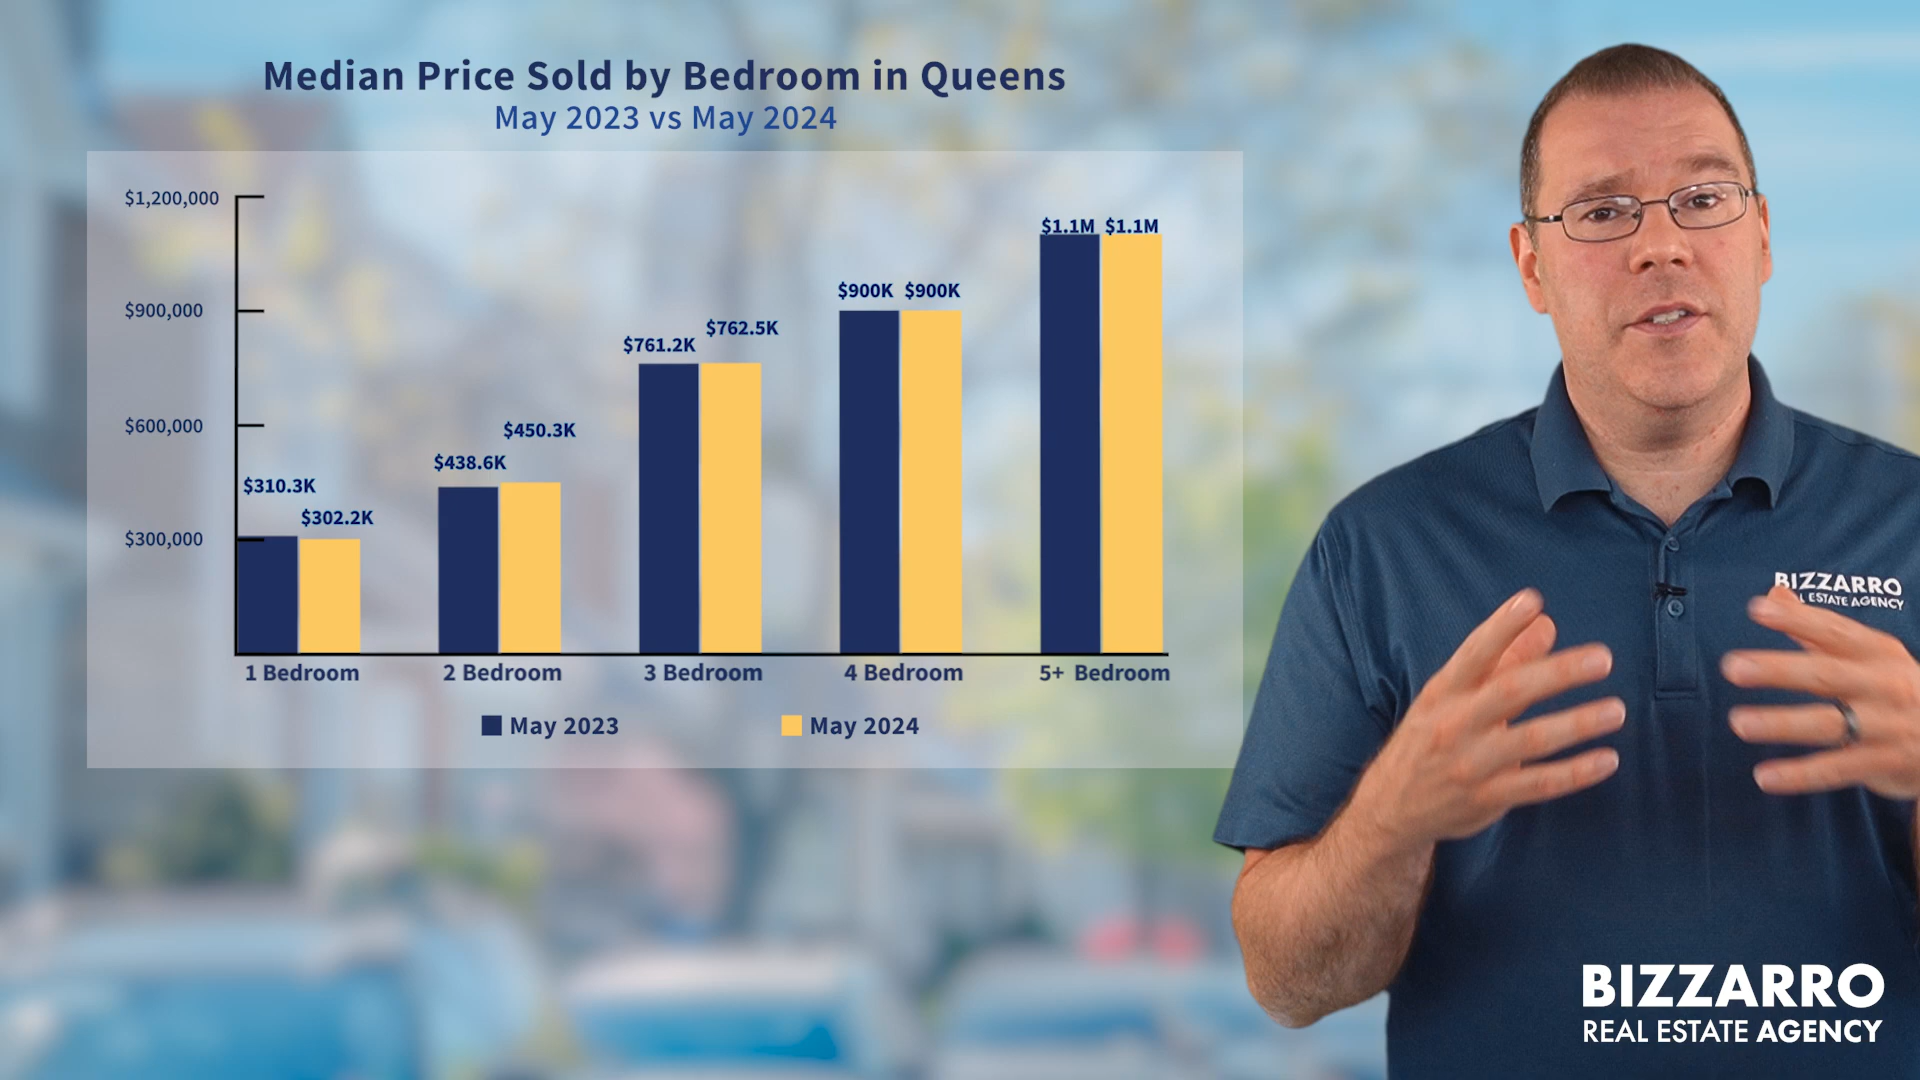 Median Price Sold by Bedroom in Queens
May 2023 vs May 2024
$1,200,000
$900,000
$600,000
$300,000
$310.3K
$302.2K
$438.6K
$450.3K
$761.2K
$762.5K
$900K $900K
$1.1M $1.1M
1 Bedroom
2 Bedroom
3 Bedroom
4 Bedroom
5+ Bedroom
May 2023
May 2024
BIZZARRO
ESTATE AGENCY
BIZZARRO
REAL ESTATE AGENCY